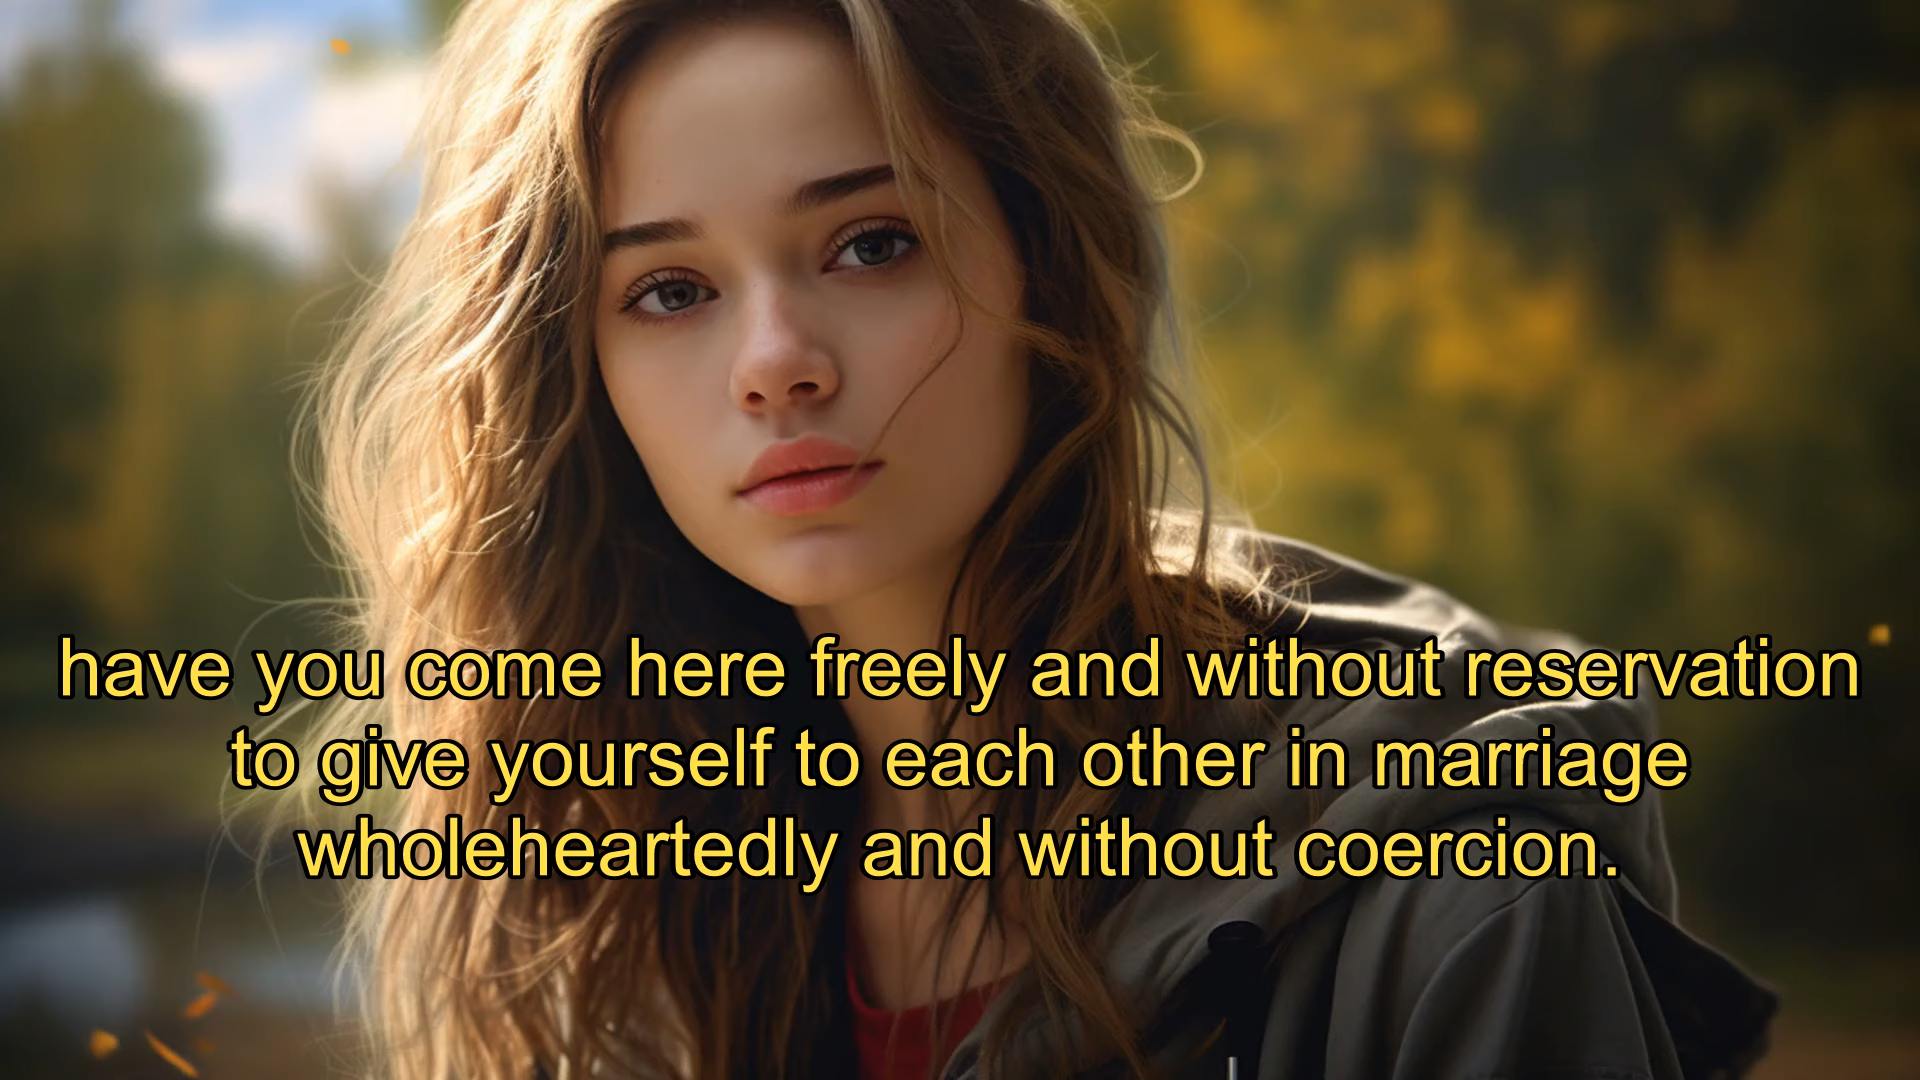 have you come here freely and without reservation
to give yourself to each other in marriage
wholeheartedly and without coercion.